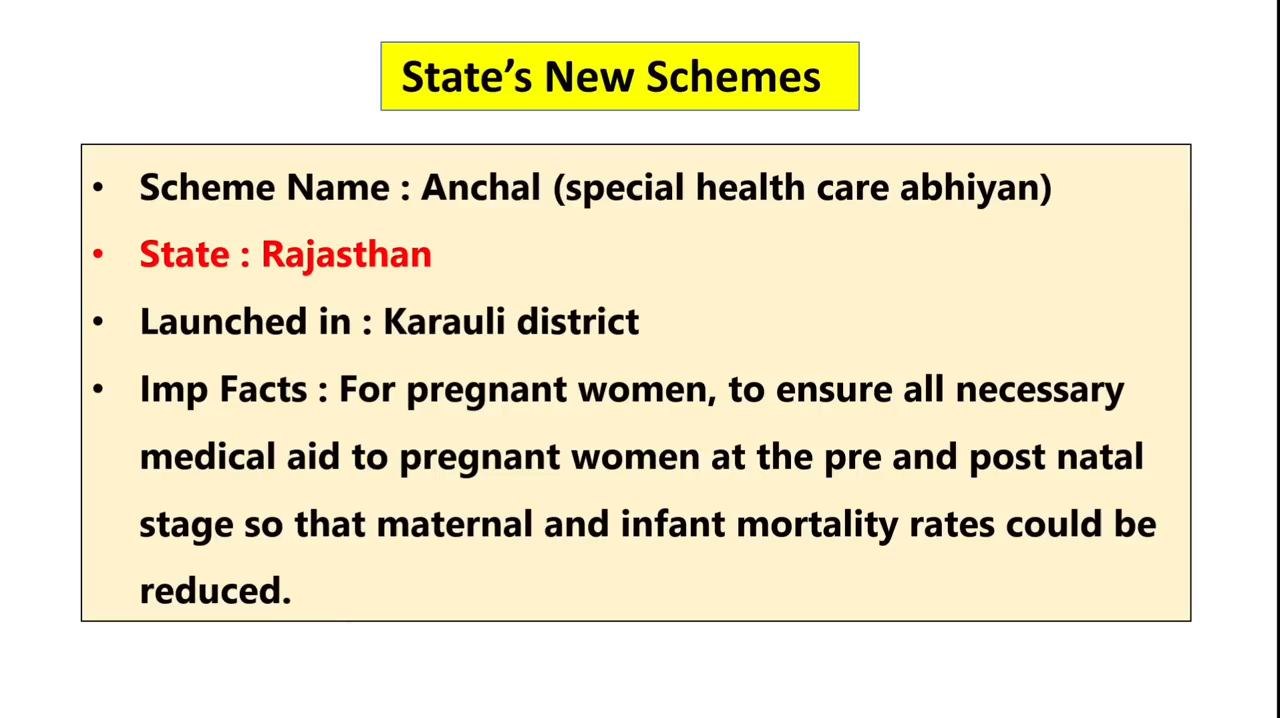 State’s New Schemes
• Scheme Name : Anchal (special health care abhiyan)
• State : Rajasthan
• Launched in : Karauli district
• Imp Facts : For pregnant women, to ensure all necessary
medical aid to pregnant women at the pre and post natal
stage so that maternal and infant mortality rates could be
reduced.